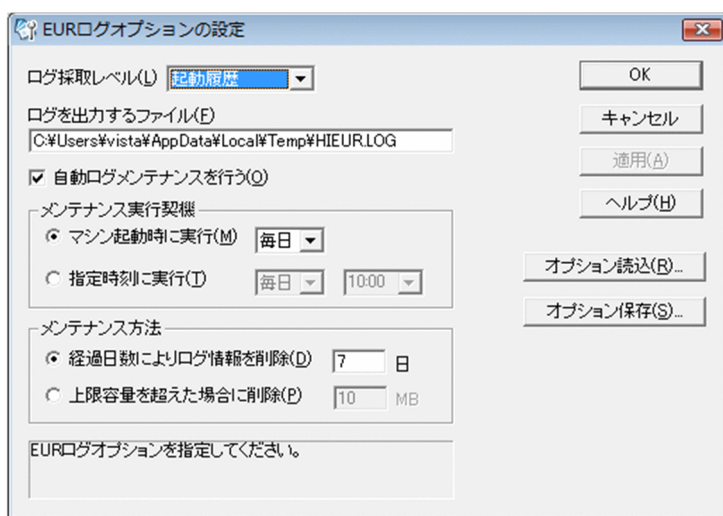 EURログオプションの設定
ログ採取レベル(L) 起動履歴
OK
ログを出力するファイル(F)
キャンセル
C:¥Users¥vista¥AppData¥Local¥Temp¥HIEUR.LOG
適用(A)
自動ログメンテナンスを行う(O)
ヘルプ(H)
メンテナンス実行契機
マシン起動時に実行(M) 毎日
指定時刻に実行(T) 毎日 10:00
オプション読込(R)...
オプション保存(S)...
メンテナンス方法
経過日数によりログ情報を削除(D) 7 日
上限容量を超えた場合に削除(P) 10 MB
EURログオプションを指定してください。